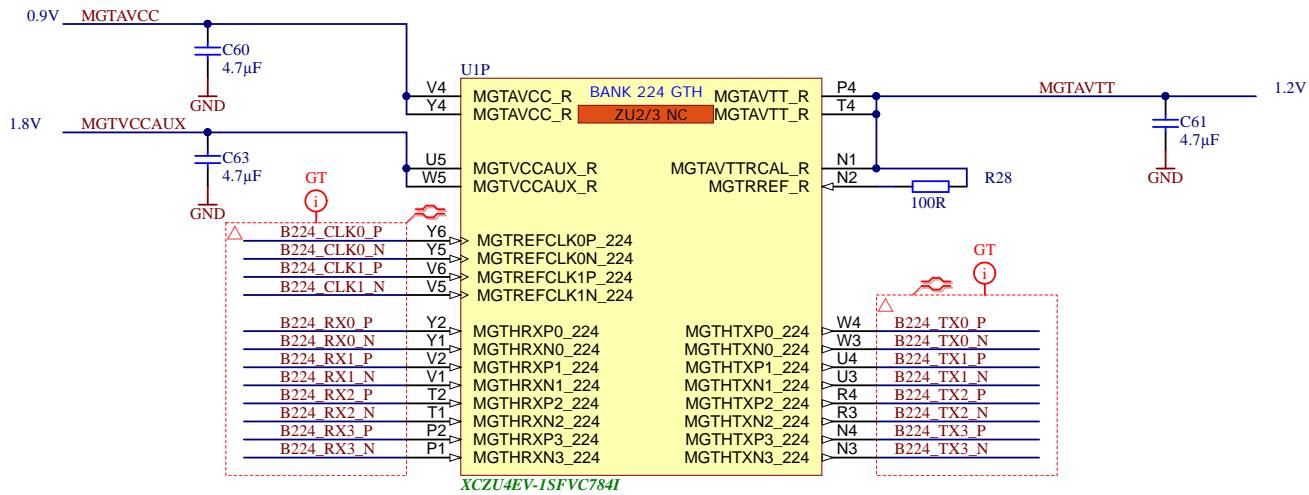 0.9V MGTAVCC
C60
4.7µF
GND
1.8V MGTVCCAUX
C63
4.7µF
GND
U1P
BANK 224 GTH
ZU2/3 NC
V4 MGTAVCC_R MGTAVTT_R P4 MGTAVTT 1.2V
Y4 MGTAVCC_R MGTAVTT_R T4
C61
4.7µF
GND
U5 MGTVCCAUX_R MGTAVTTRCAL_R N1
W5 MGTVCCAUX_R MGTRREF_R N2
R28
100R
GT
i
B224_CLK0_P Y6 MGTREFCLK0P_224
B224_CLK0_N Y5 MGTREFCLK0N_224
B224_CLK1_P V6 MGTREFCLK1P_224
B224_CLK1_N V5 MGTREFCLK1N_224
GT
i
B224_RX0_P Y2 MGTHRXP0_224 MGTHTXP0_224 W4 B224_TX0_P
B224_RX0_N Y1 MGTHRXN0_224 MGTHTXN0_224 W3 B224_TX0_N
B224_RX1_P V2 MGTHRXP1_224 MGTHTXP1_224 U4 B224_TX1_P
B224_RX1_N V1 MGTHRXN1_224 MGTHTXN1_224 U3 B224_TX1_N
B224_RX2_P T2 MGTHRXP2_224 MGTHTXP2_224 R4 B224_TX2_P
B224_RX2_N T1 MGTHRXN2_224 MGTHTXN2_224 R3 B224_TX2_N
B224_RX3_P P2 MGTHRXP3_224 MGTHTXP3_224 N4 B224_TX3_P
B224_RX3_N P1 MGTHRXN3_224 MGTHTXN3_224 N3 B224_TX3_N
XCZU4EV-1SFVC784I